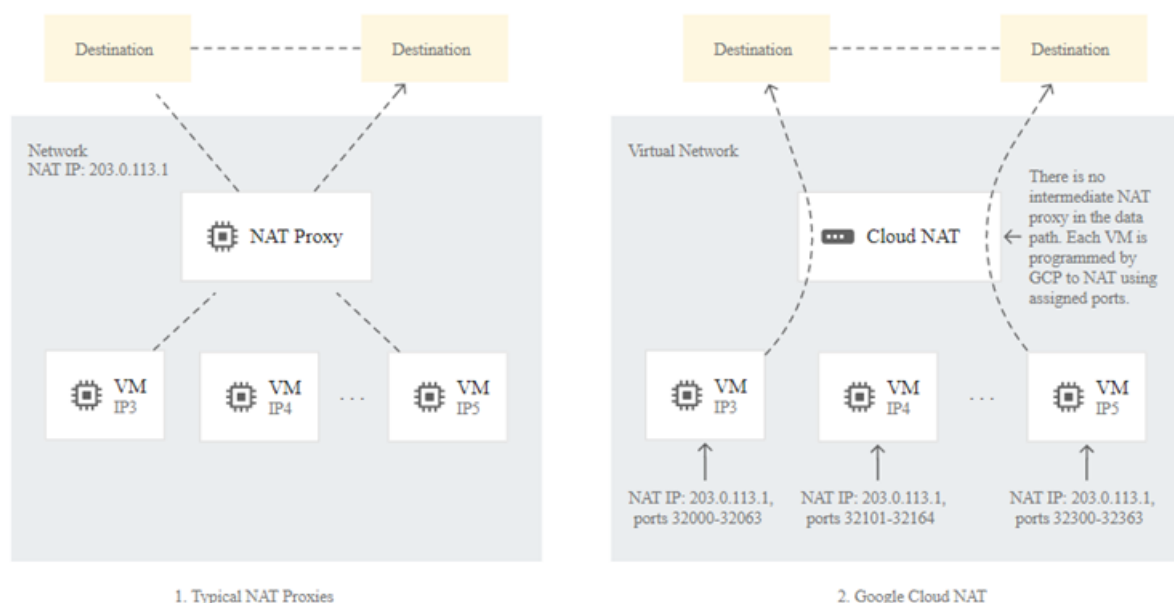 Destination
Destination
Network
NAT IP: 203.0.113.1
NAT Proxy
VM
IP3
VM
IP4
...
VM
IP5
1. Typical NAT Proxies
Destination
Destination
Virtual Network
Cloud NAT
There is no
intermediate NAT
proxy in the data
path. Each VM is
programmed by
GCP to NAT using
assigned ports.
VM
IP3
VM
IP4
...
VM
IP5
NAT IP: 203.0.113.1,
ports 32000-32063
NAT IP: 203.0.113.1,
ports 32101-32164
NAT IP: 203.0.113.1,
ports 32300-32363
2. Google Cloud NAT